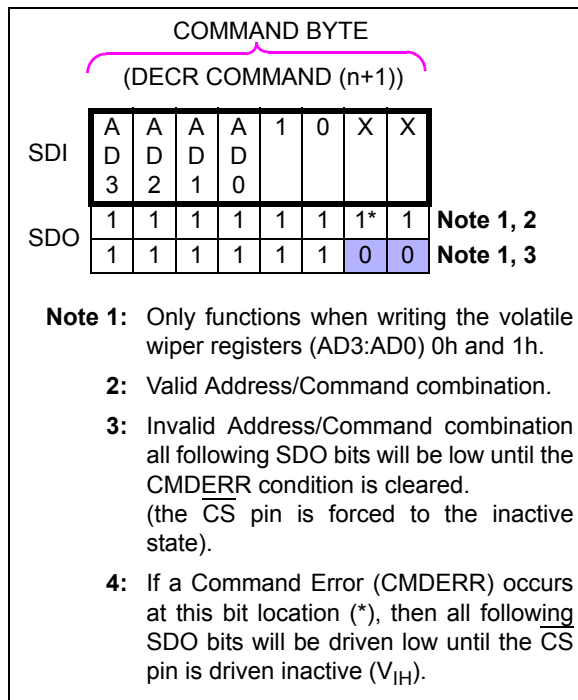 COMMAND BYTE
(DECR COMMAND (n+1))
SDI
A A A A 1 0 X X
D D D D
3 2 1 0
SDO
1 1 1 1 1 1 1* 1 Note 1, 2
1 1 1 1 1 1 0 0 Note 1, 3
Note 1: Only functions when writing the volatile
wiper registers (AD3:AD0) 0h and 1h.
2: Valid Address/Command combination.
3: Invalid Address/Command combination
all following SDO bits will be low until the
CMDERR condition is cleared.
(the CS pin is forced to the inactive
state).
4: If a Command Error (CMDERR) occurs
at this bit location (*), then all following
SDO bits will be driven low until the CS
pin is driven inactive (VIH).